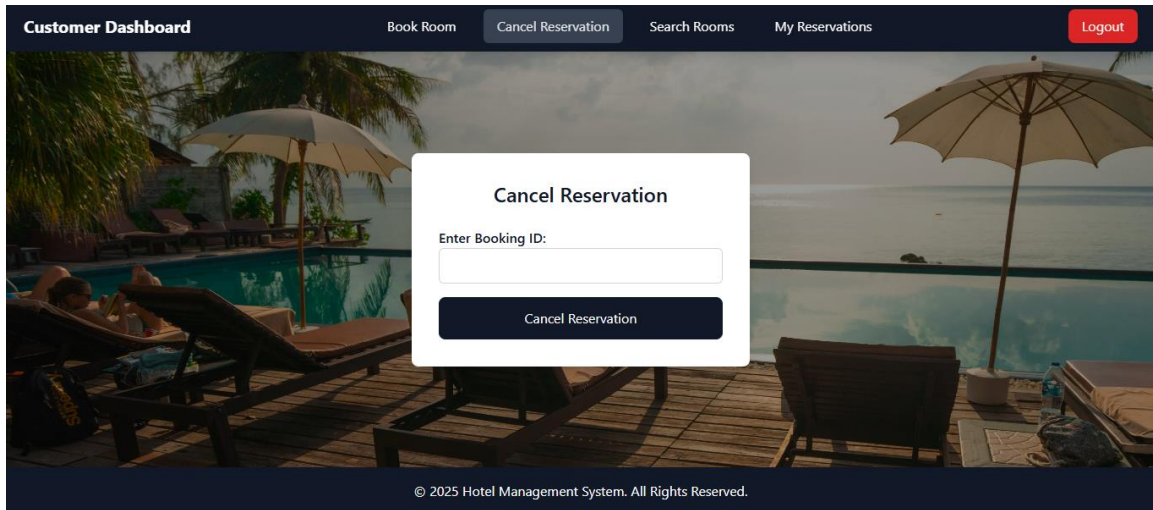 Customer Dashboard Book Room Cancel Reservation Search Rooms My Reservations Logout
Cancel Reservation
Enter Booking ID:
Cancel Reservation
© 2025 Hotel Management System. All Rights Reserved.